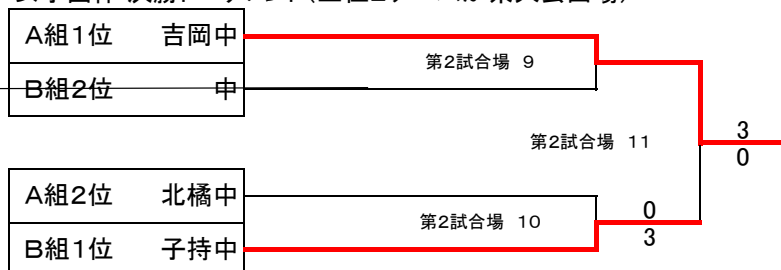 A組1位 吉岡中
第2試合場 9
B組2位 中
第2試合場 11
3
0
A組2位 北橘中
第2試合場 10
0
3
B組1位 子持中